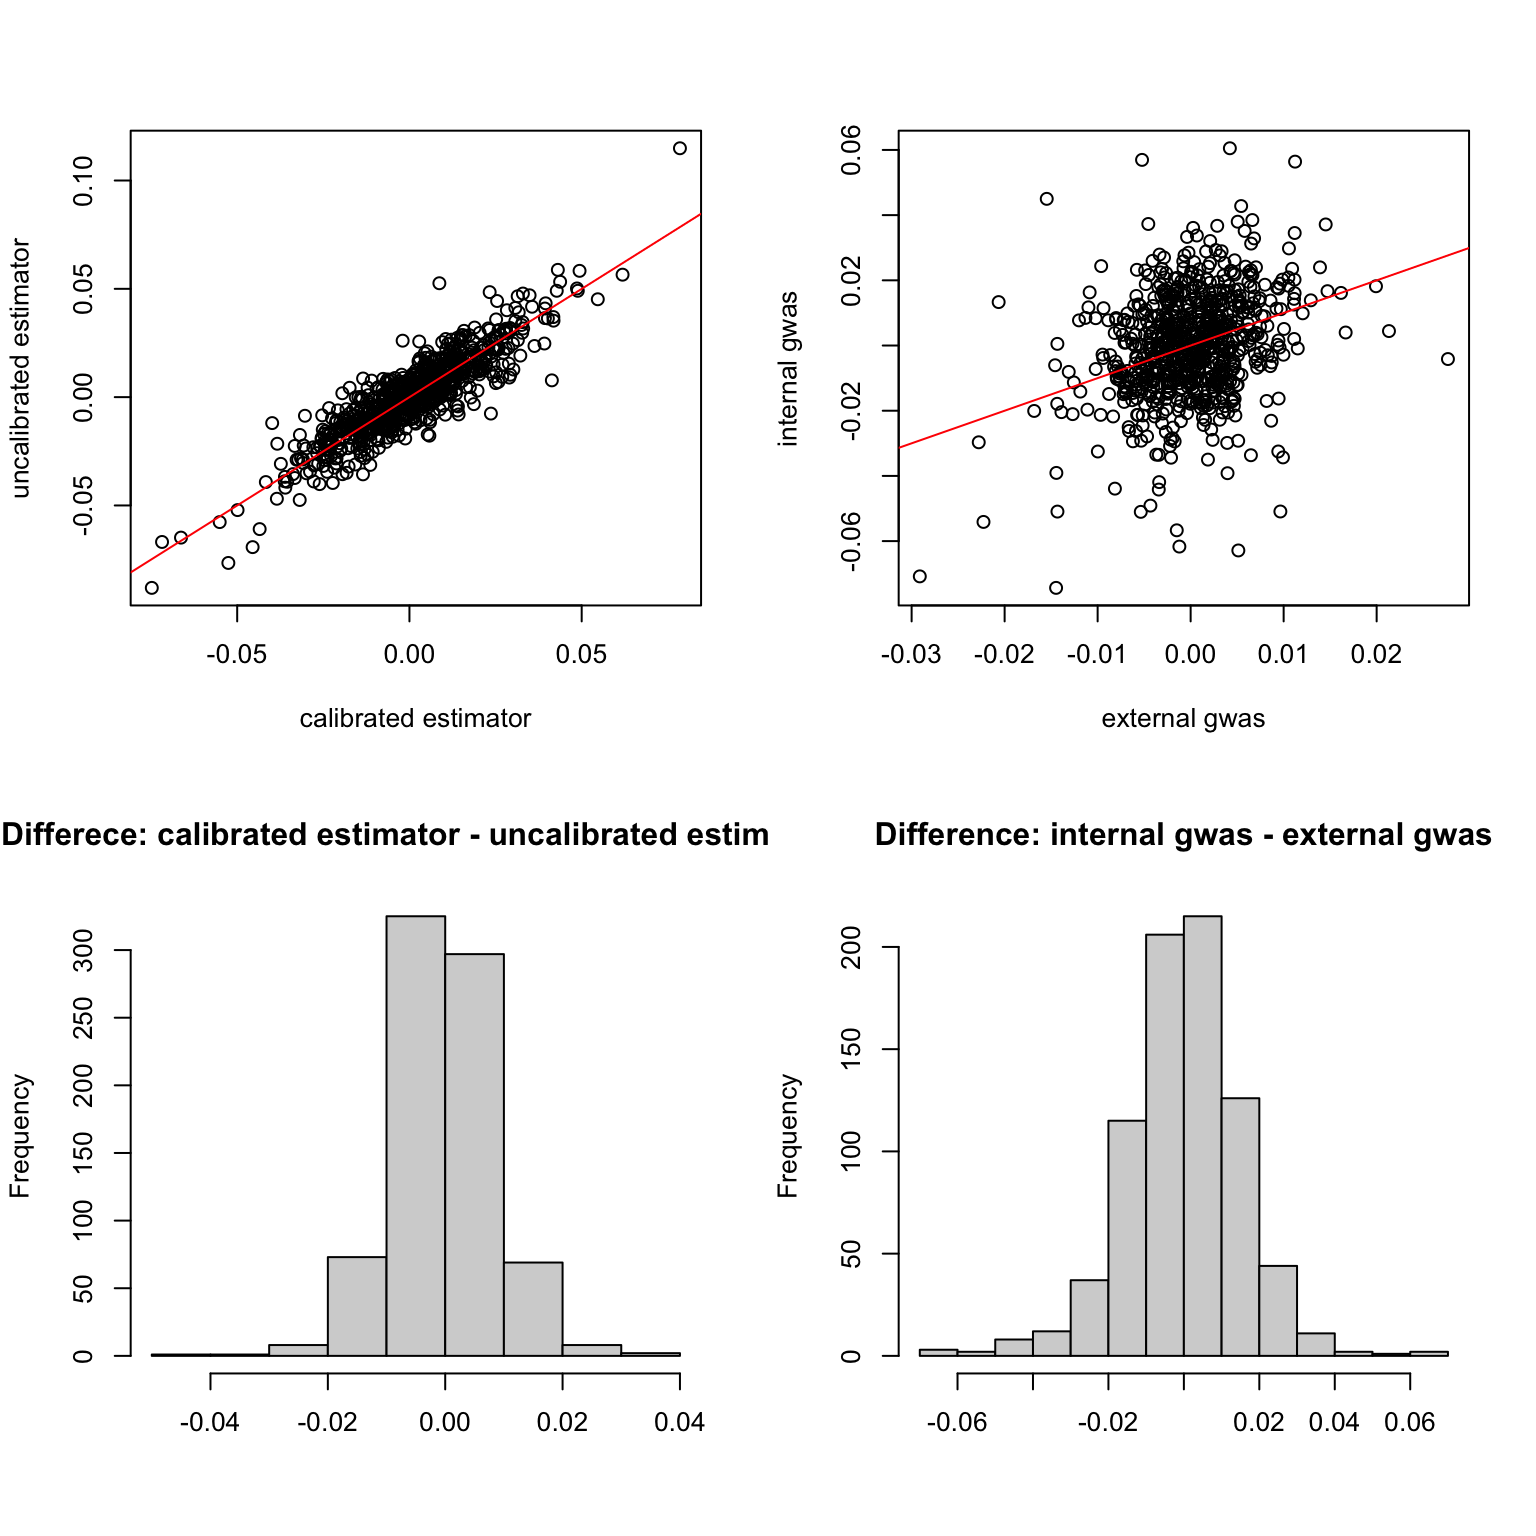 0.10
0.05
0.00
-0.05
uncalibrated estimator
-0.05 0.00 0.05
calibrated estimator
0.06
0.02
-0.02
-0.06
internal gwas
-0.03 -0.02 -0.01 0.00 0.01 0.02
external gwas
Differece: calibrated estimator - uncalibrated estim
300
250
200
150
100
50
0
Frequency
-0.04 -0.02 0.00 0.02 0.04
Difference: internal gwas - external gwas
200
150
100
50
0
Frequency
-0.06 -0.02 0.02 0.04 0.06